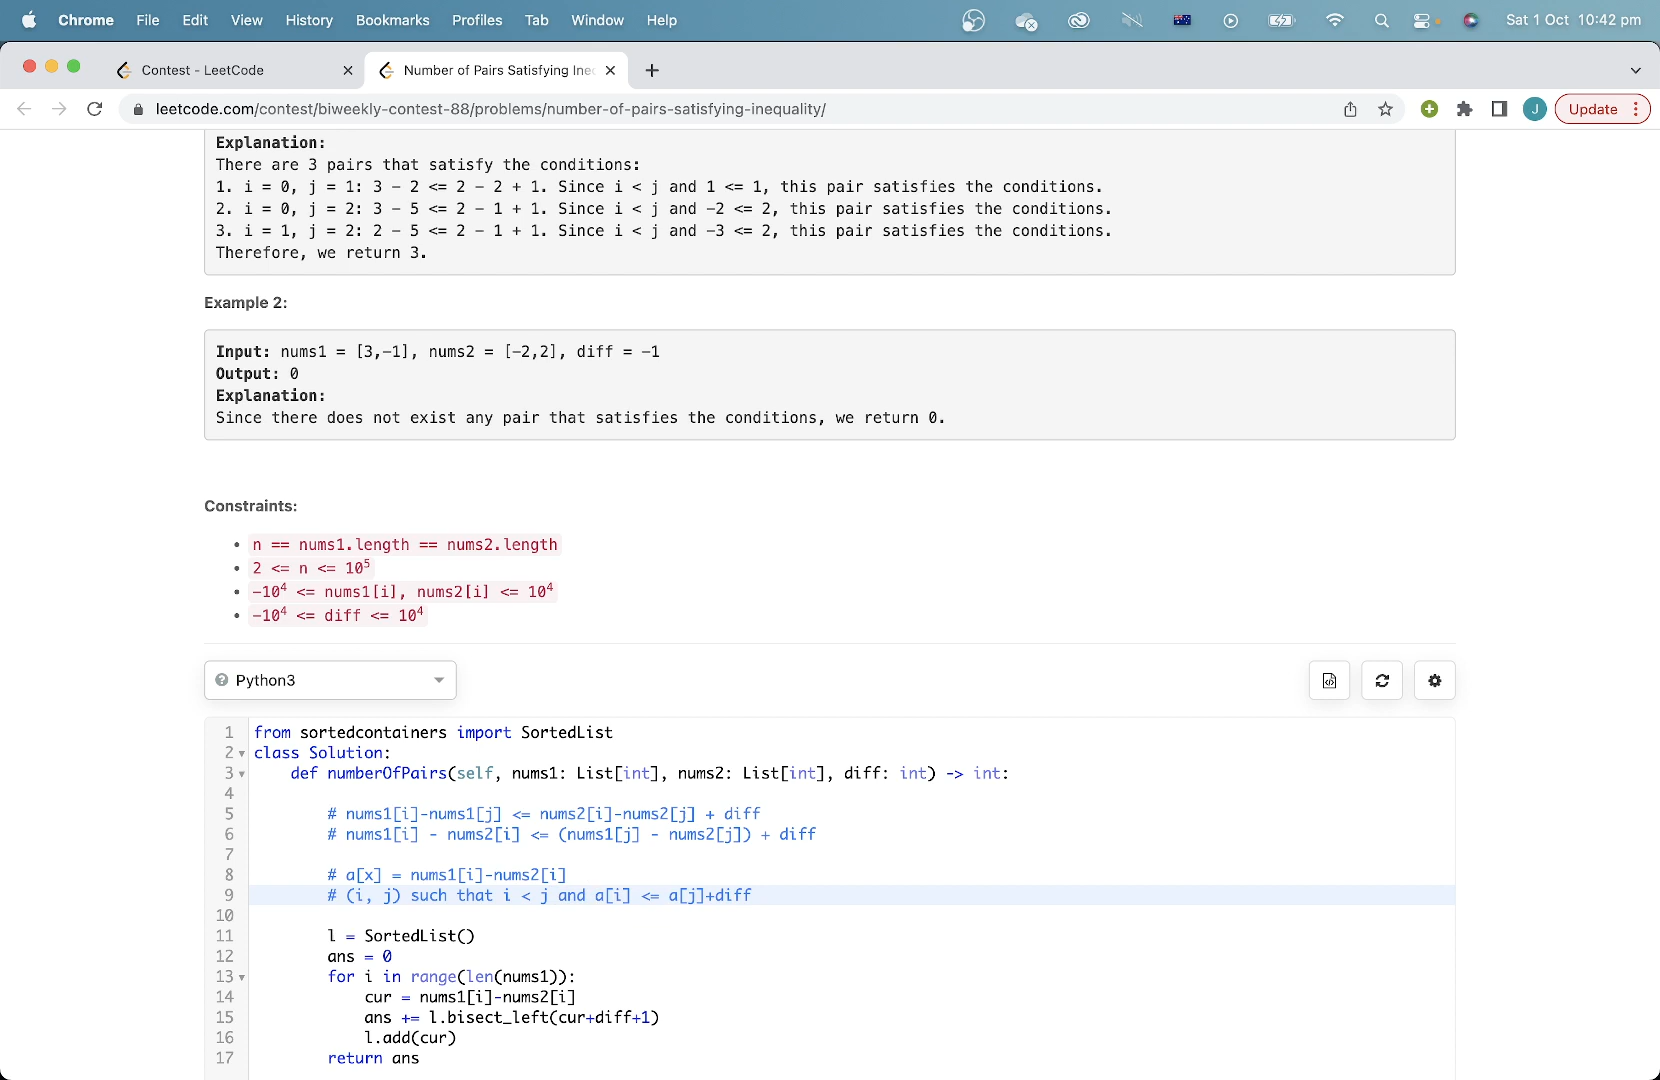 Chrome File Edit View History Bookmarks Profiles Tab Window Help Sat 1 Oct 10:42 pm
Contest - LeetCode Number of Pairs Satisfying Ine
leetcode.com/contest/biweekly-contest-88/problems/number-of-pairs-satisfying-inequality/ J Update
Explanation:
There are 3 pairs that satisfy the conditions:
1. i = 0, j = 1: 3 - 2 <= 2 - 2 + 1. Since i < j and 1 <= 1, this pair satisfies the conditions.
2. i = 0, j = 2: 3 - 5 <= 2 - 1 + 1. Since i < j and -2 <= 2, this pair satisfies the conditions.
3. i = 1, j = 2: 2 - 5 <= 2 - 1 + 1. Since i < j and -3 <= 2, this pair satisfies the conditions.
Therefore, we return 3.
Example 2:
Input: nums1 = [3,-1], nums2 = [-2,2], diff = -1
Output: 0
Explanation:
Since there does not exist any pair that satisfies the conditions, we return 0.
Constraints:
• n == nums1.length == nums2.length
• 2 <= n <= 10⁵
• -10⁴ <= nums1[i], nums2[i] <= 10⁴
• -10⁴ <= diff <= 10⁴
Python3
1 from sortedcontainers import SortedList
2 class Solution:
3     def numberOfPairs(self, nums1: List[int], nums2: List[int], diff: int) -> int:
4
5         # nums1[i]-nums1[j] <= nums2[i]-nums2[j] + diff
6         # nums1[i] - nums2[i] <= (nums1[j] - nums2[j]) + diff
7
8         # a[x] = nums1[i]-nums2[i]
9         # (i, j) such that i < j and a[i] <= a[j]+diff
10
11         l = SortedList()
12         ans = 0
13         for i in range(len(nums1)):
14             cur = nums1[i]-nums2[i]
15             ans += l.bisect_left(cur+diff+1)
16             l.add(cur)
17         return ans